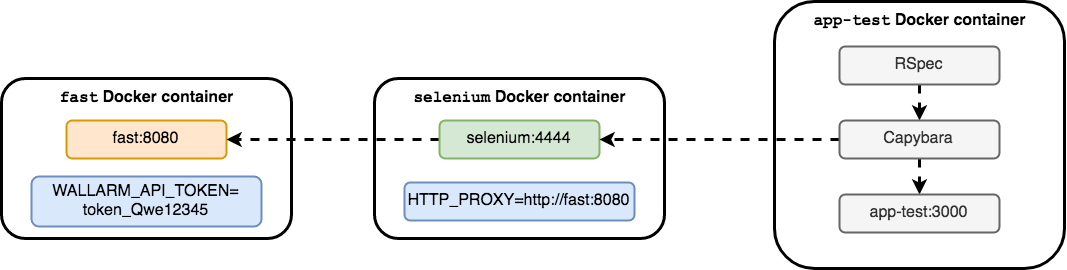 fast Docker container
fast:8080
WALLARM_API_TOKEN=
token_Qwe12345
selenium Docker container
selenium:4444
HTTP_PROXY=http://fast:8080
app-test Docker container
RSpec
Capybara
app-test:3000